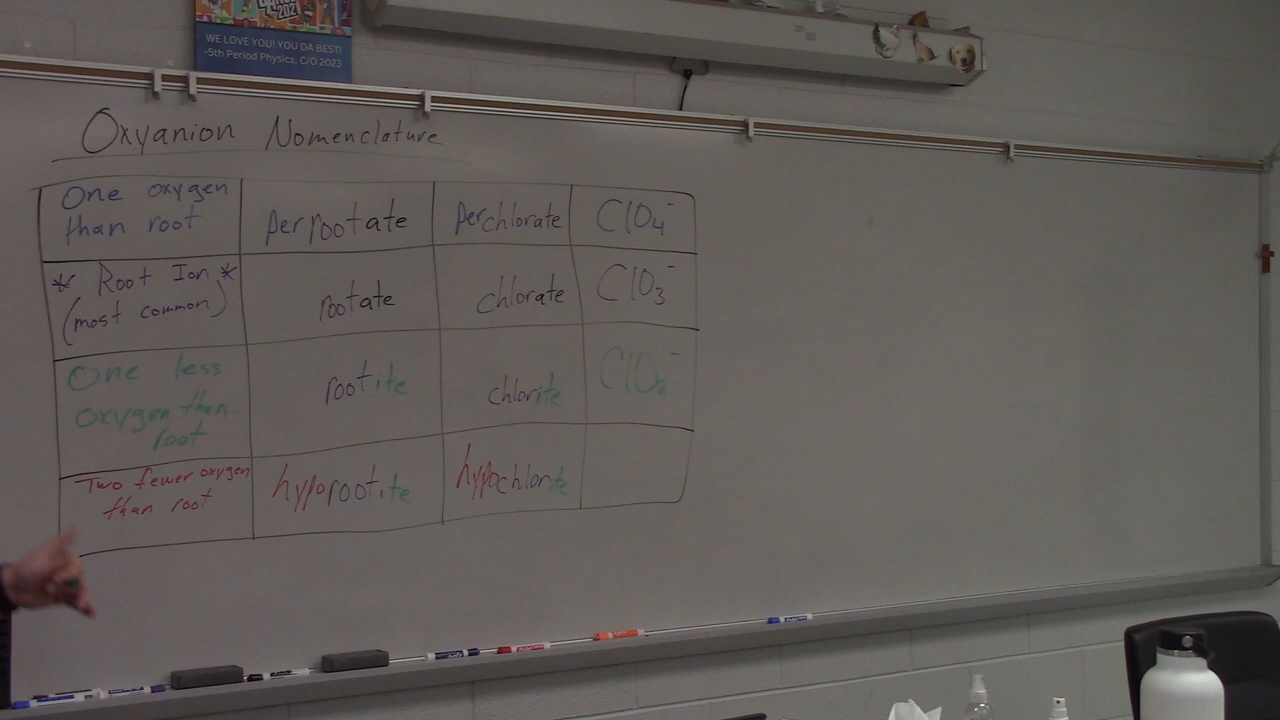 2021
WE LOVE YOU! YOU DA BEST!
-5th Period Physics, C/O 2023
Oxyanion Nomenclature
One oxygen
than root
perrootate
perchlorate
ClO4-
* Root Ion *
(most common)
rootate
chlorate
ClO3-
One less
oxygen than
root
rootite
chlorite
ClO2-
Two fewer oxygen
than root
hyporootite
hypochlorite